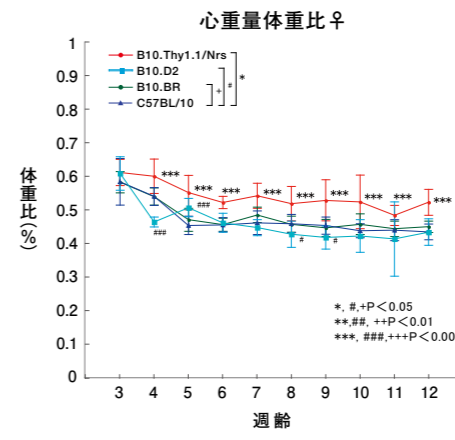 心重量体重比♀
B10.Thy1.1/Nrs
B10.D2
B10.BR
C57BL/10
+
#
*
体重比(%)
1
0.9
0.8
0.7
0.6
0.5
0.4
0.3
0.2
0.1
0
***
***
***
***
***
***
***
***
***
###
###
#
#
*, #,+P＜0.05
**,##, ++P＜0.01
***, ###,+++P＜0.00
3 4 5 6 7 8 9 10 11 12
週齢